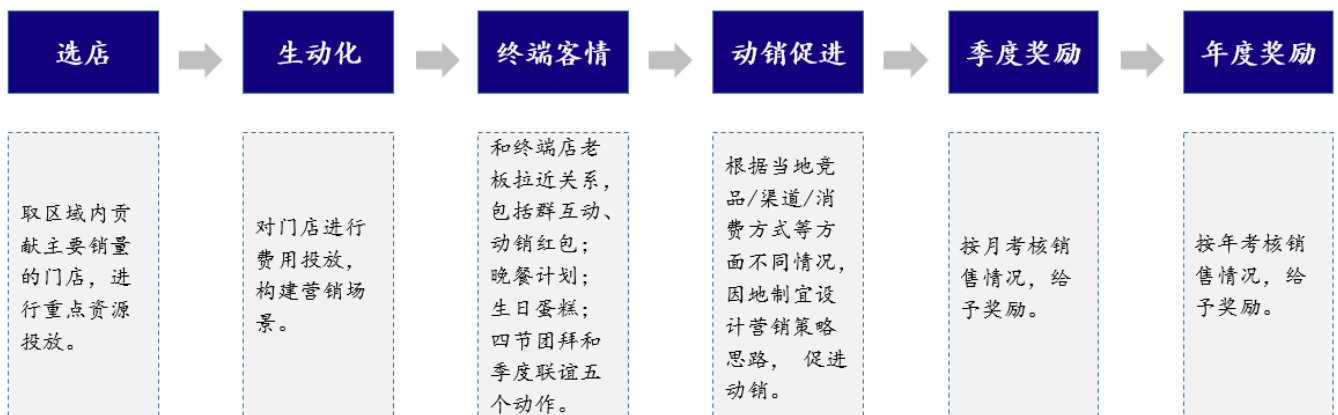 选店
生动化
终端客情
动销促进
季度奖励
年度奖励
取区域内贡
献主要销量
的门店，进
行重点资源
投放。
对门店进行
费用投放，
构建营销场
景。
和终端店老
板拉近关系，
包括群互动、
动销红包；
晚餐计划；
生日蛋糕；
四节团拜和
季度联谊五
个动作。
根据当地竞
品/渠道/消
费方式等方
面不同情况，
因地制宜设
计营销策略
思路， 促进
动销。
按月考核销
售情况，给
予奖励。
按年考核销
售情况，给
予奖励。